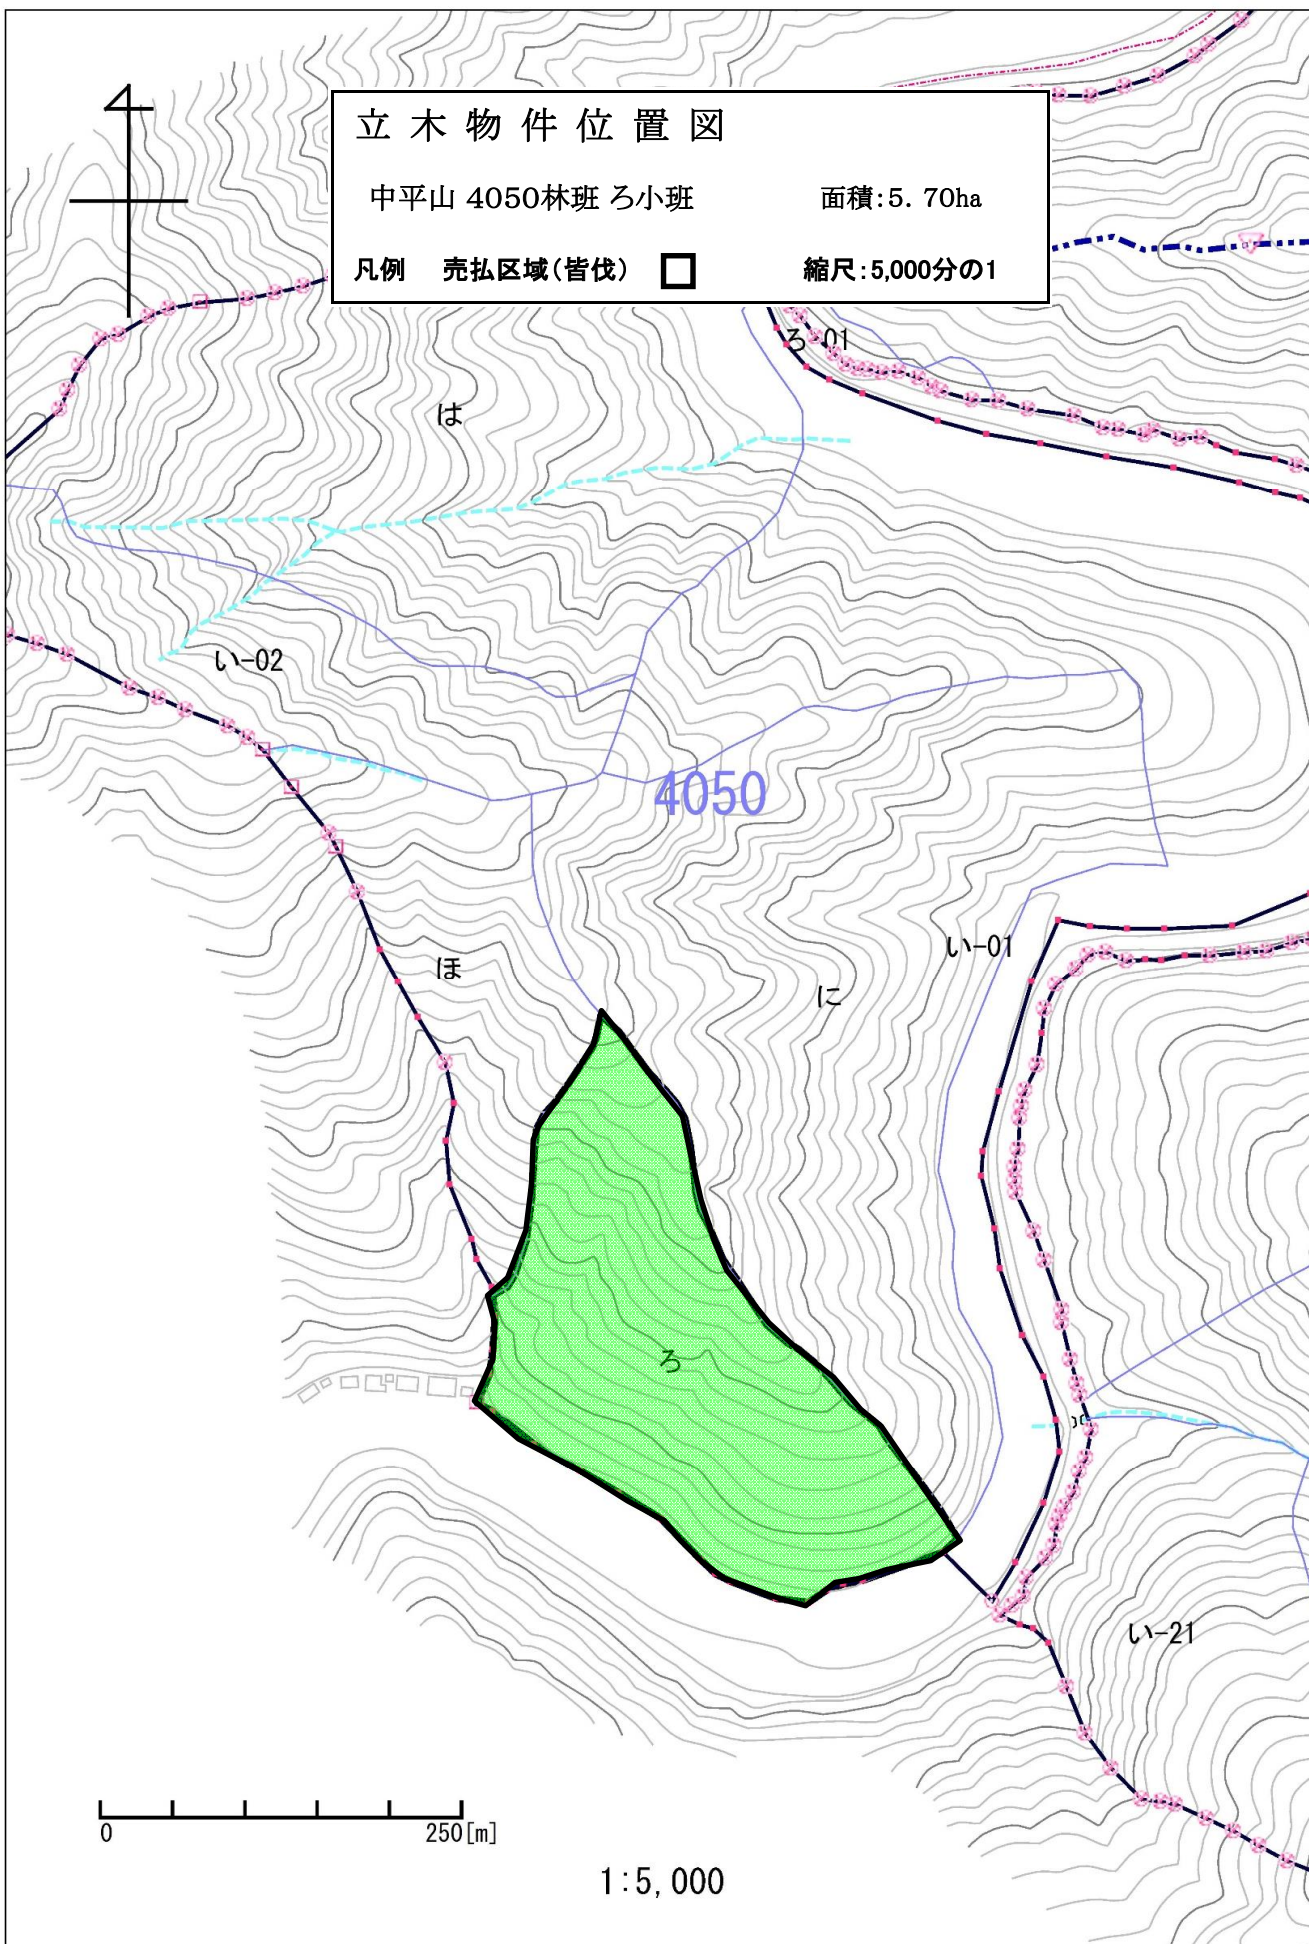 立木物件位置図
中平山 4050林班 ろ小班 面積:5.70ha
凡例 売払区域(皆伐) □ 縮尺:5,000分の1
ろ-01
は
い-02
4050
い-01
ほ
に
ろ
い-21
0 250[m]
1:5,000